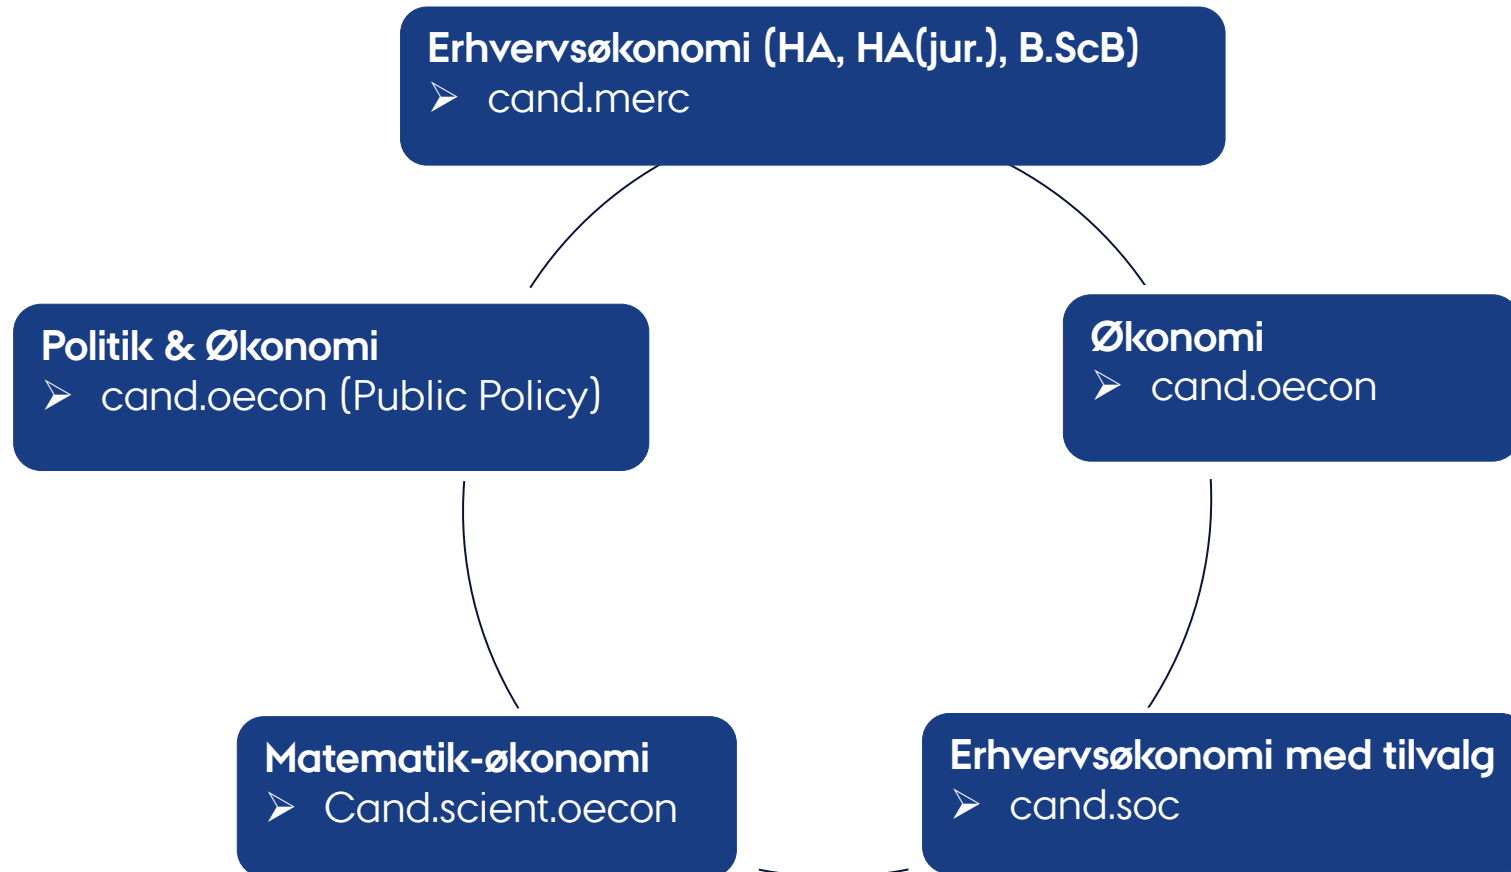 Erhvervsøkonomi (HA, HA(jur.), B.ScB)
➢ cand.merc
Politik & Økonomi
➢ cand.oecon (Public Policy)
Økonomi
➢ cand.oecon
Matematik-økonomi
➢ Cand.scient.oecon
Erhvervsøkonomi med tilvalg
➢ cand.soc